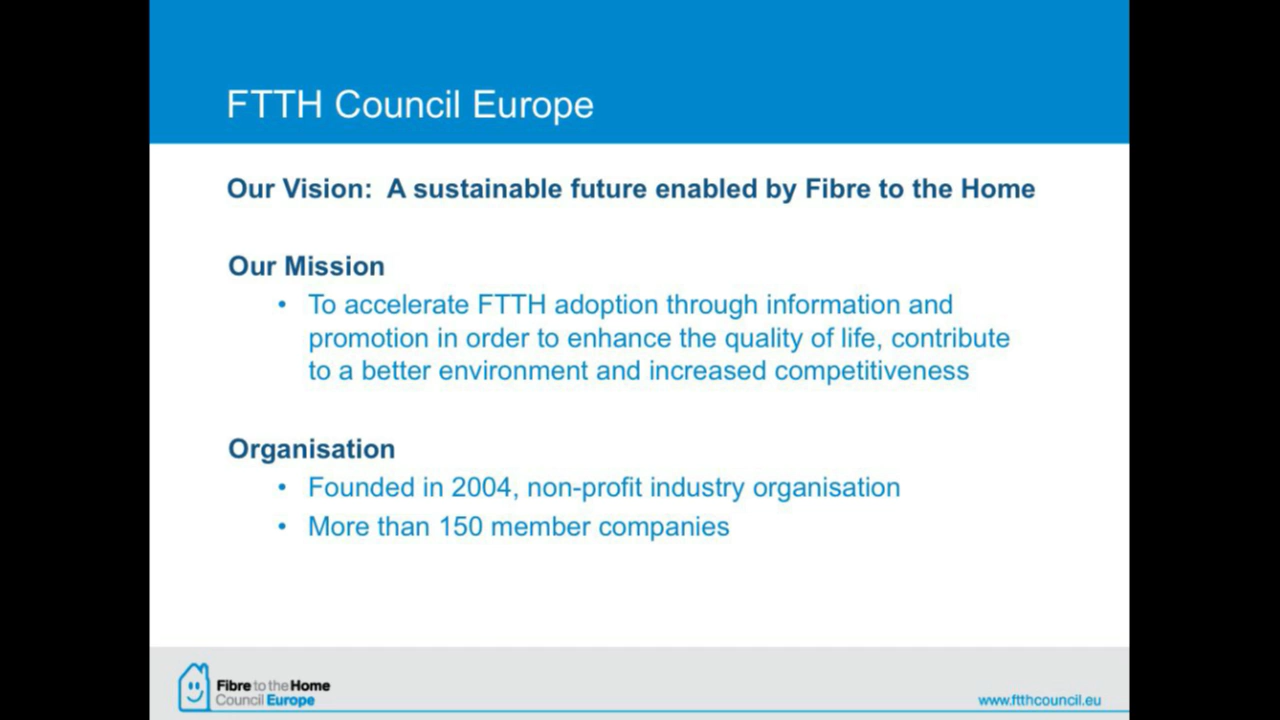 FTTH Council Europe
Our Vision: A sustainable future enabled by Fibre to the Home
Our Mission
• To accelerate FTTH adoption through information and
promotion in order to enhance the quality of life, contribute
to a better environment and increased competitiveness
Organisation
• Founded in 2004, non-profit industry organisation
• More than 150 member companies
Fibre to the Home
Council Europe
www.ftthcouncil.eu